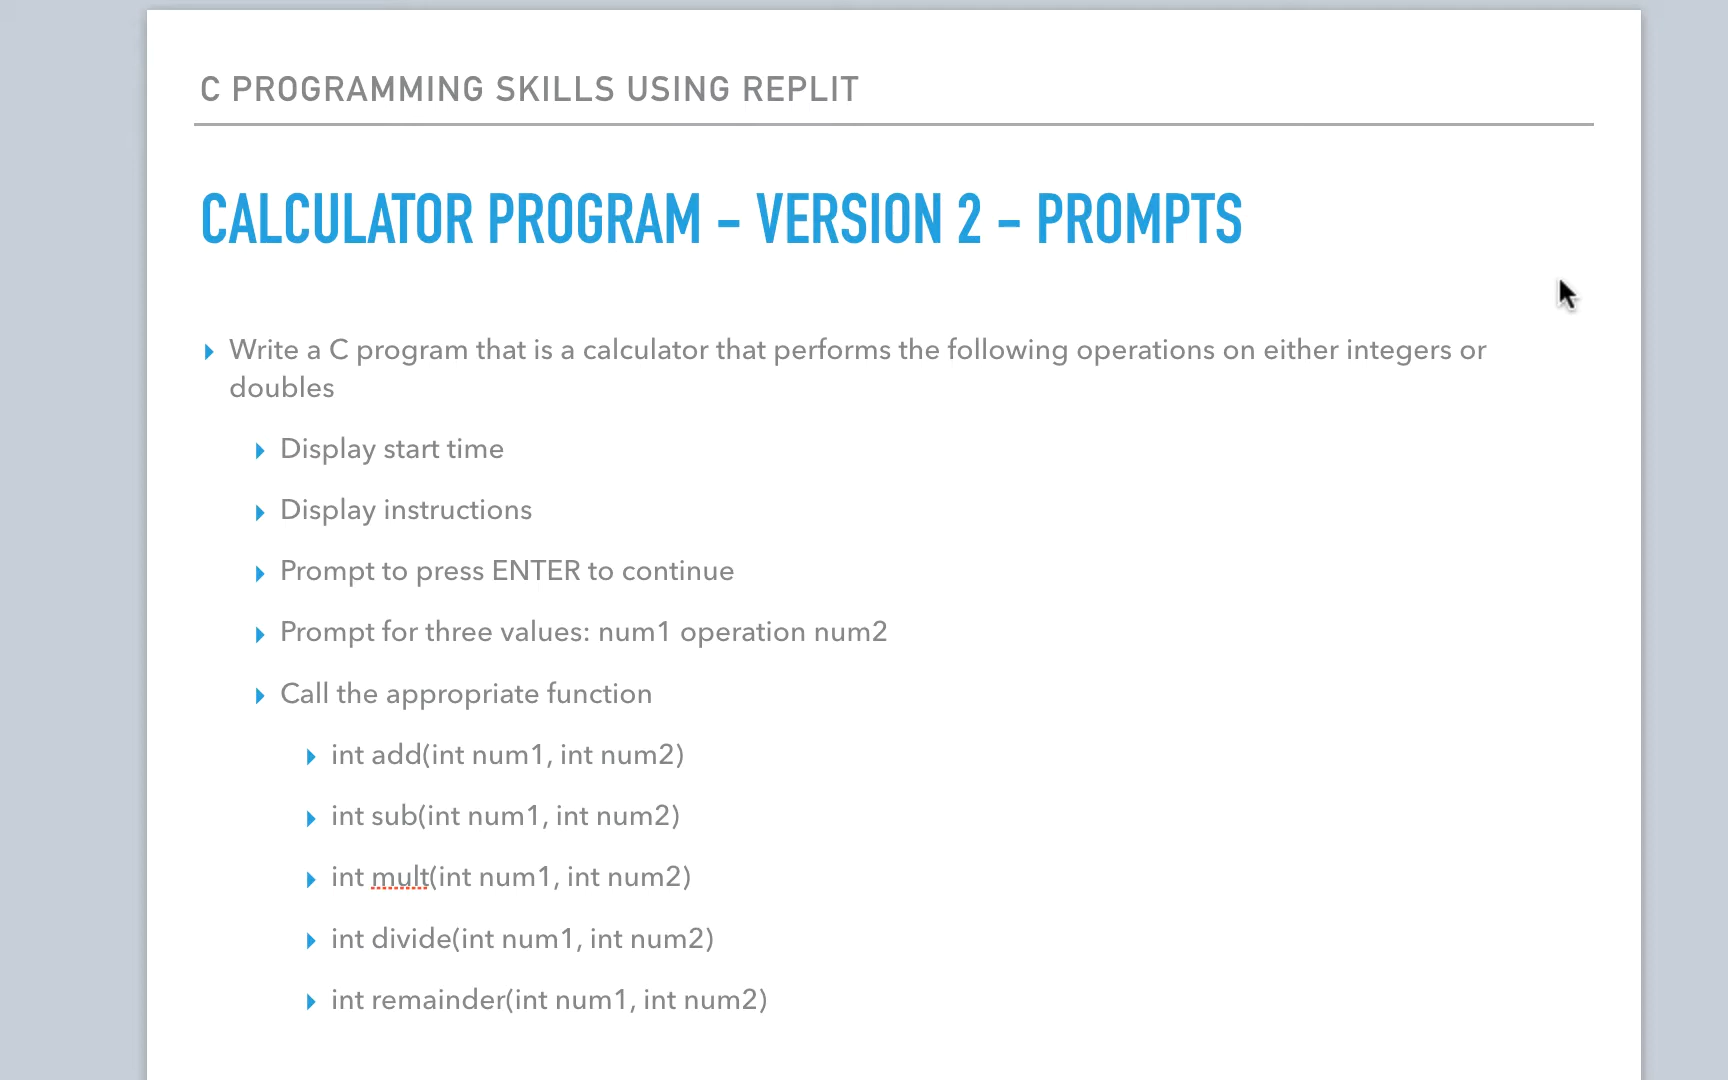 C PROGRAMMING SKILLS USING REPLIT
CALCULATOR PROGRAM – VERSION 2 – PROMPTS
Write a C program that is a calculator that performs the following operations on either integers or
doubles
Display start time
Display instructions
Prompt to press ENTER to continue
Prompt for three values: num1 operation num2
Call the appropriate function
int add(int num1, int num2)
int sub(int num1, int num2)
int mult(int num1, int num2)
int divide(int num1, int num2)
int remainder(int num1, int num2)